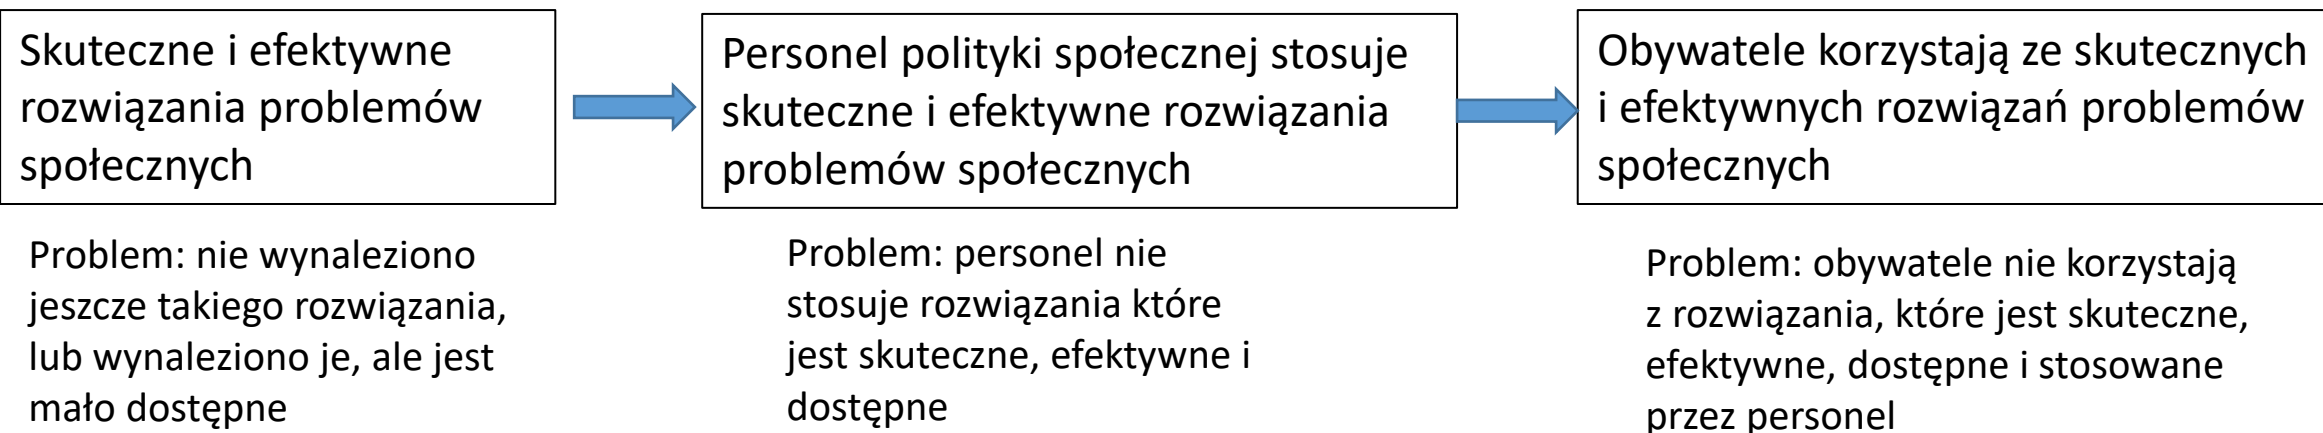 Skuteczne i efektywne
rozwiązania problemów
społecznych
Problem: nie wynaleziono
jeszcze takiego rozwiązania,
lub wynaleziono je, ale jest
mało dostępne
Personel polityki społecznej stosuje
skuteczne i efektywne rozwiązania
problemów społecznych
Problem: personel nie
stosuje rozwiązania które
jest skuteczne, efektywne i
dostępne
Obywatele korzystają ze skutecznych
i efektywnych rozwiązań problemów
społecznych
Problem: obywatele nie korzystają
z rozwiązania, które jest skuteczne,
efektywne, dostępne i stosowane
przez personel